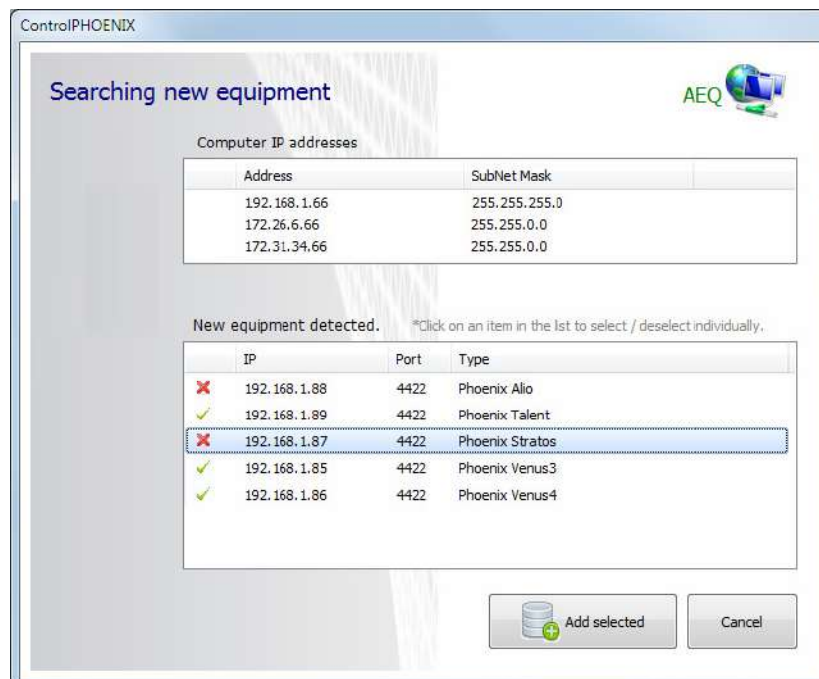 ControlPHOENIX
Searching new equipment
AEQ
Computer IP addresses
Address SubNet Mask
192.168.1.66 255.255.255.0
172.26.6.66 255.255.0.0
172.31.34.66 255.255.0.0
New equipment detected. *Click on an item in the list to select / deselect individually.
IP Port Type
192.168.1.88 4422 Phoenix Alio
192.168.1.89 4422 Phoenix Talent
192.168.1.87 4422 Phoenix Stratos
192.168.1.85 4422 Phoenix Venus3
192.168.1.86 4422 Phoenix Venus4
Add selected Cancel